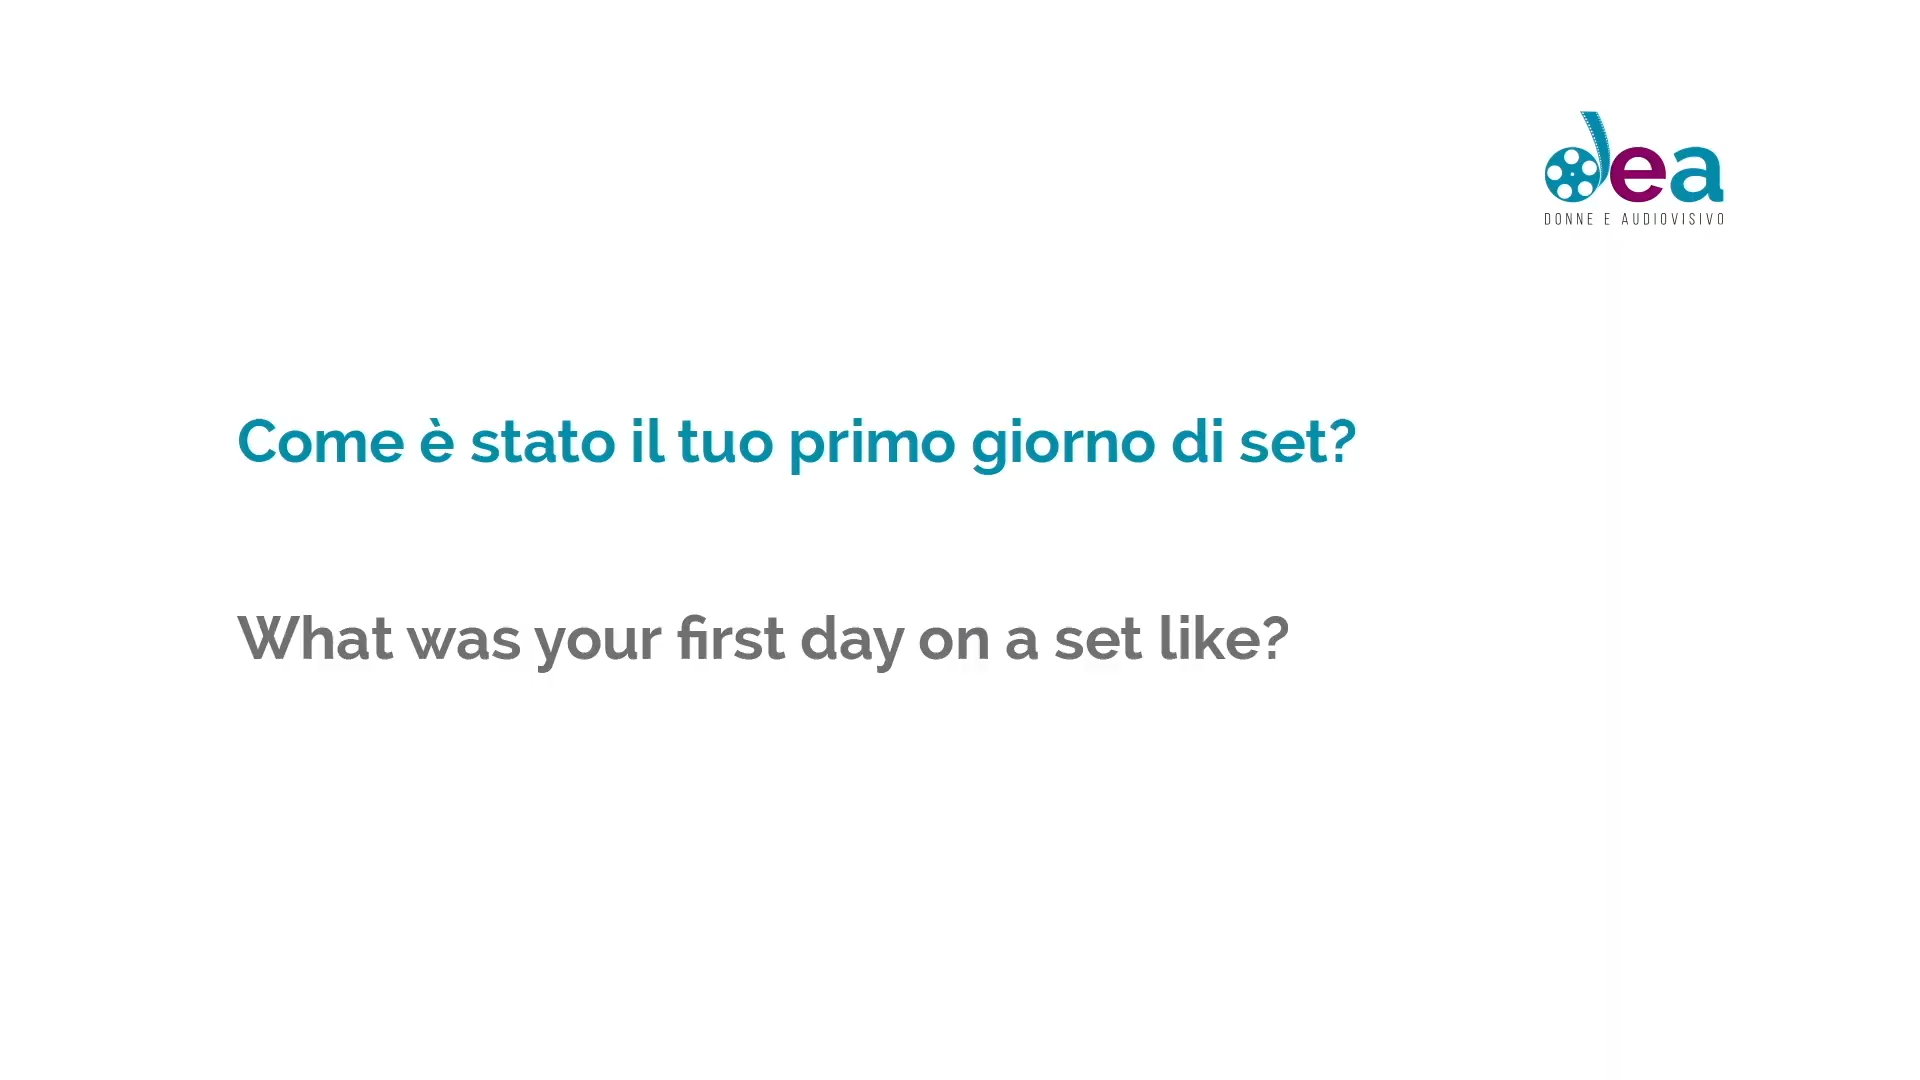 dea
DONNE E AUDIOVISIVO
Come è stato il tuo primo giorno di set?
What was your first day on a set like?